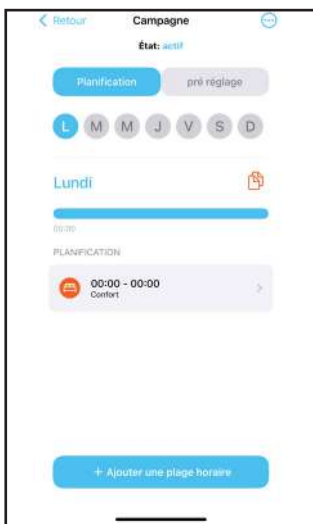 Retour
Campagne
État: actif
Planification
pré réglage
L M M J V S D
Lundi
00:00
PLANIFICATION
00:00 - 00:00
Confort
+ Ajouter une plage horaire